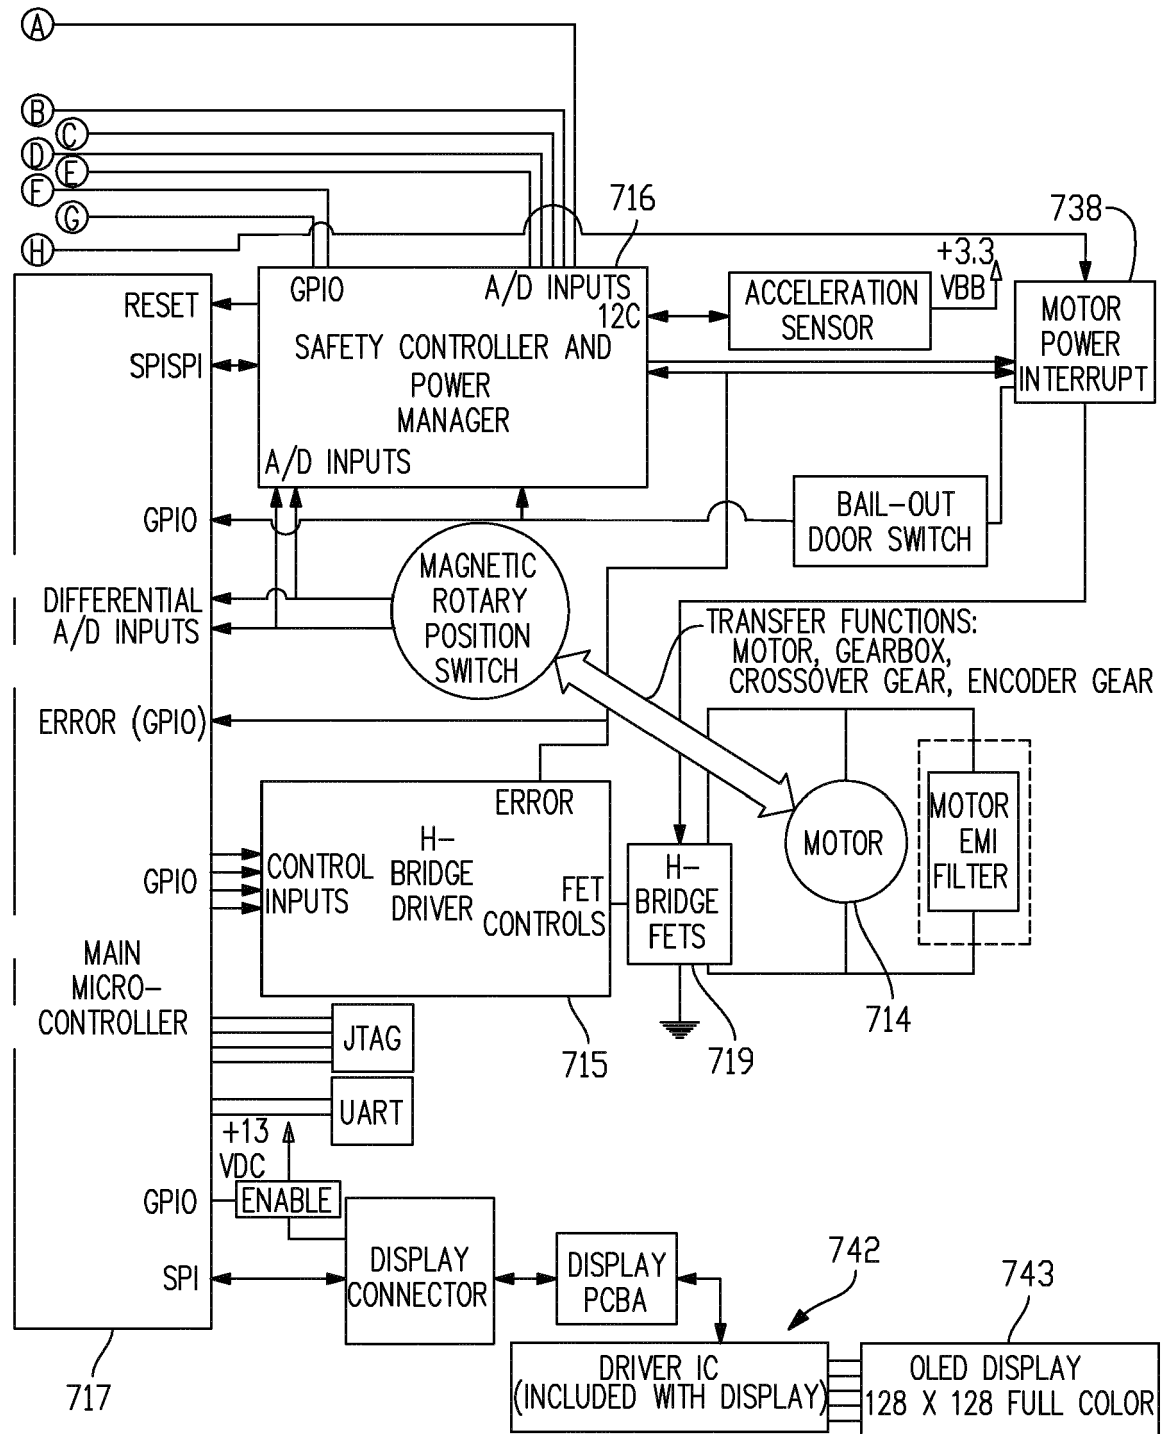 A
B
C
D
E
F
G
H
716
738
+3.3
VBB
RESET
SPISPI
GPIO
DIFFERENTIAL
A/D INPUTS
ERROR (GPIO)
GPIO
MAIN
MICRO-
CONTROLLER
GPIO
SPI
717
GPIO
A/D INPUTS
12C
SAFETY CONTROLLER AND
POWER
MANAGER
A/D INPUTS
ACCELERATION
SENSOR
MOTOR
POWER
INTERRUPT
BAIL-OUT
DOOR SWITCH
MAGNETIC
ROTARY
POSITION
SWITCH
TRANSFER FUNCTIONS:
MOTOR, GEARBOX,
CROSSOVER GEAR, ENCODER GEAR
ERROR
CONTROL
INPUTS
H-
BRIDGE
DRIVER
FET
CONTROLS
715
H-
BRIDGE
FETS
719
MOTOR
714
MOTOR
EMI
FILTER
JTAG
UART
+13
VDC
ENABLE
DISPLAY
CONNECTOR
DISPLAY
PCBA
742
743
DRIVER IC
(INCLUDED WITH DISPLAY)
OLED DISPLAY
128 X 128 FULL COLOR